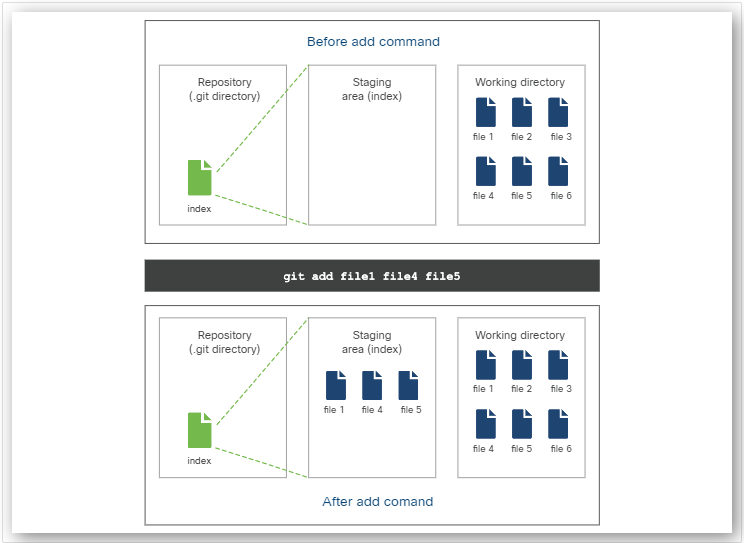 Before add command
Repository
(.git directory)
Staging
area (index)
Working directory
file 1 file 2 file 3
index
file 4 file 5 file 6
git add file1 file4 file5
Repository
(.git directory)
Staging
area (index)
Working directory
file 1 file 4 file 5
file 1 file 2 file 3
index
file 4 file 5 file 6
After add comand